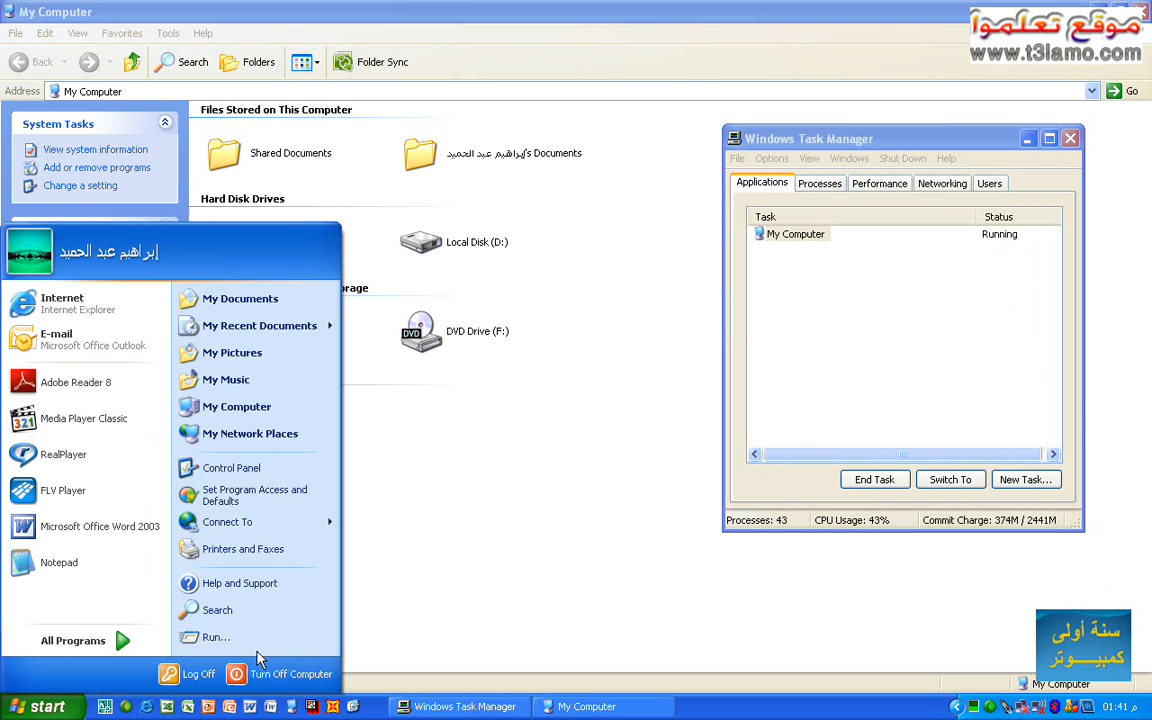 My Computer
File Edit View Favorites Tools Help
موقع تعلموا
www.t3lamo.com
Back Search Folders Folder Sync
Address My Computer Go
System Tasks
View system information
Add or remove programs
Change a setting
Files Stored on This Computer
Shared Documents
إبراهيم عبد الحميد's Documents
Hard Disk Drives
Local Disk (D:)
orage
DVD
DVD Drive (F:)
Windows Task Manager
File Options View Windows Shut Down Help
Applications Processes Performance Networking Users
Task Status
My Computer Running
End Task Switch To New Task...
Processes: 43 CPU Usage: 43% Commit Charge: 374M / 2441M
إبراهيم عبد الحميد
Internet
Internet Explorer
E-mail
Microsoft Office Outlook
Adobe Reader 8
321
Media Player Classic
RealPlayer
FLV Player
Microsoft Office Word 2003
Notepad
All Programs
My Documents
My Recent Documents
My Pictures
My Music
My Computer
My Network Places
Control Panel
Set Program Access and
Defaults
Connect To
Printers and Faxes
Help and Support
Search
Run...
Log Off Turn Off Computer
سنة أولى
كمبيـــوتر
My Computer
start Windows Task Manager My Computer 01:41 م